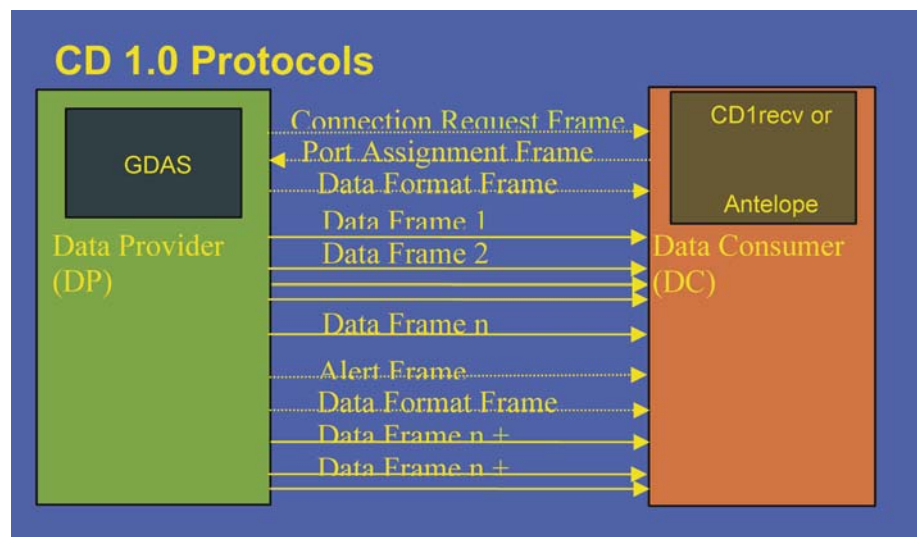 CD 1.0 Protocols
GDAS
Data Provider
(DP)
Connection Request Frame
Port Assignment Frame
Data Format Frame
Data Frame 1
Data Frame 2
Data Frame n
Alert Frame
Data Format Frame
Data Frame n +
Data Frame n +
CD1recv or
Antelope
Data Consumer
(DC)